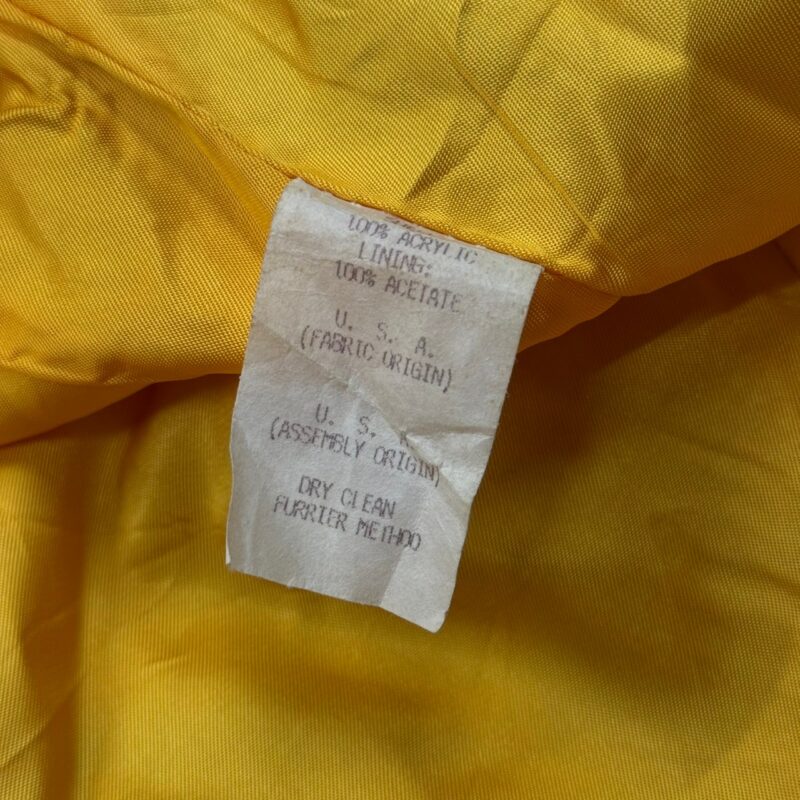 100% ACRYLIC
LINING:
100% ACETATE
U. S. A.
(FABRIC ORIGIN)
U. S. A.
(ASSEMBLY ORIGIN)
DRY CLEAN
FURRIER METHOD